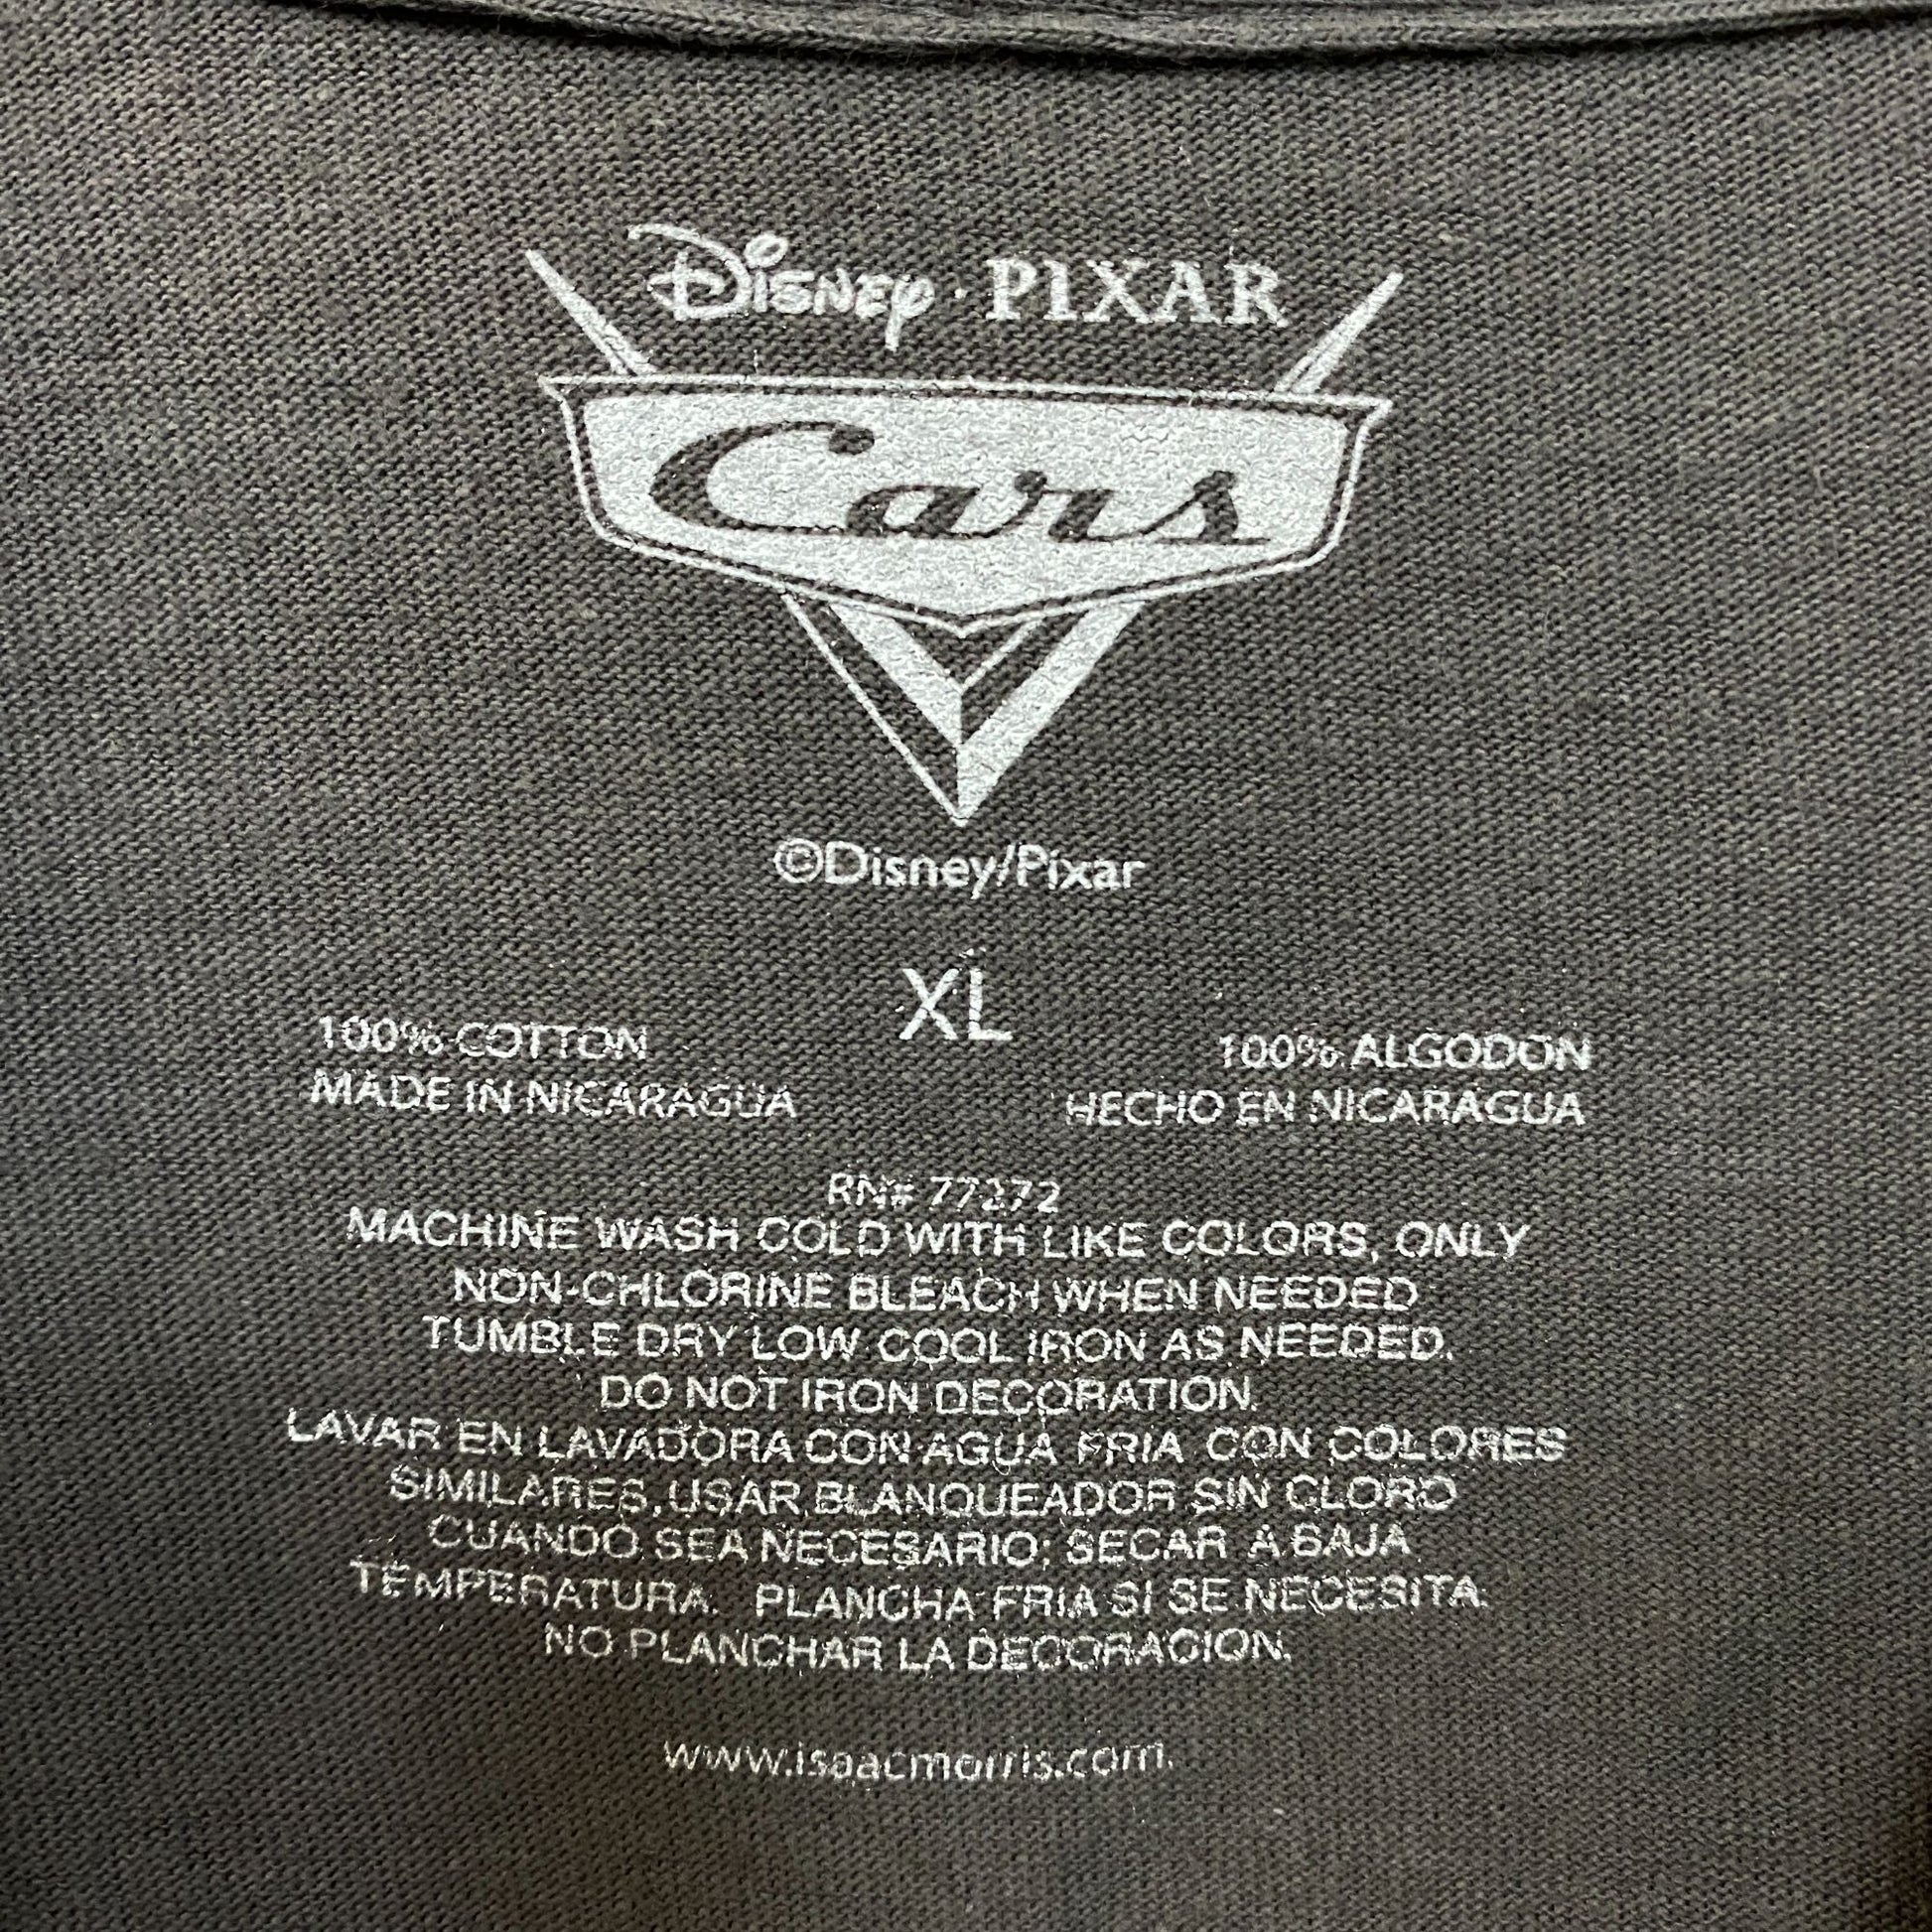 Disney · PIXAR
Cars
©Disney/Pixar
XL
100% COTTON
MADE IN NICARAGUA
100% ALGODON
HECHO EN NICARAGUA
RN# 77272
MACHINE WASH COLD WITH LIKE COLORS, ONLY
NON-CHLORINE BLEACH WHEN NEEDED
TUMBLE DRY LOW COOL IRON AS NEEDED.
DO NOT IRON DECORATION.
LAVAR EN LAVADORA CON AGUA FRIA CON COLORES
SIMILARES, USAR BLANQUEADOR SIN CLORO
CUANDO SEA NECESARIO; SECAR A BAJA
TEMPERATURA. PLANCHA FRIA SI SE NECESITA.
NO PLANCHAR LA DECORACION.
www.isaacmorris.com